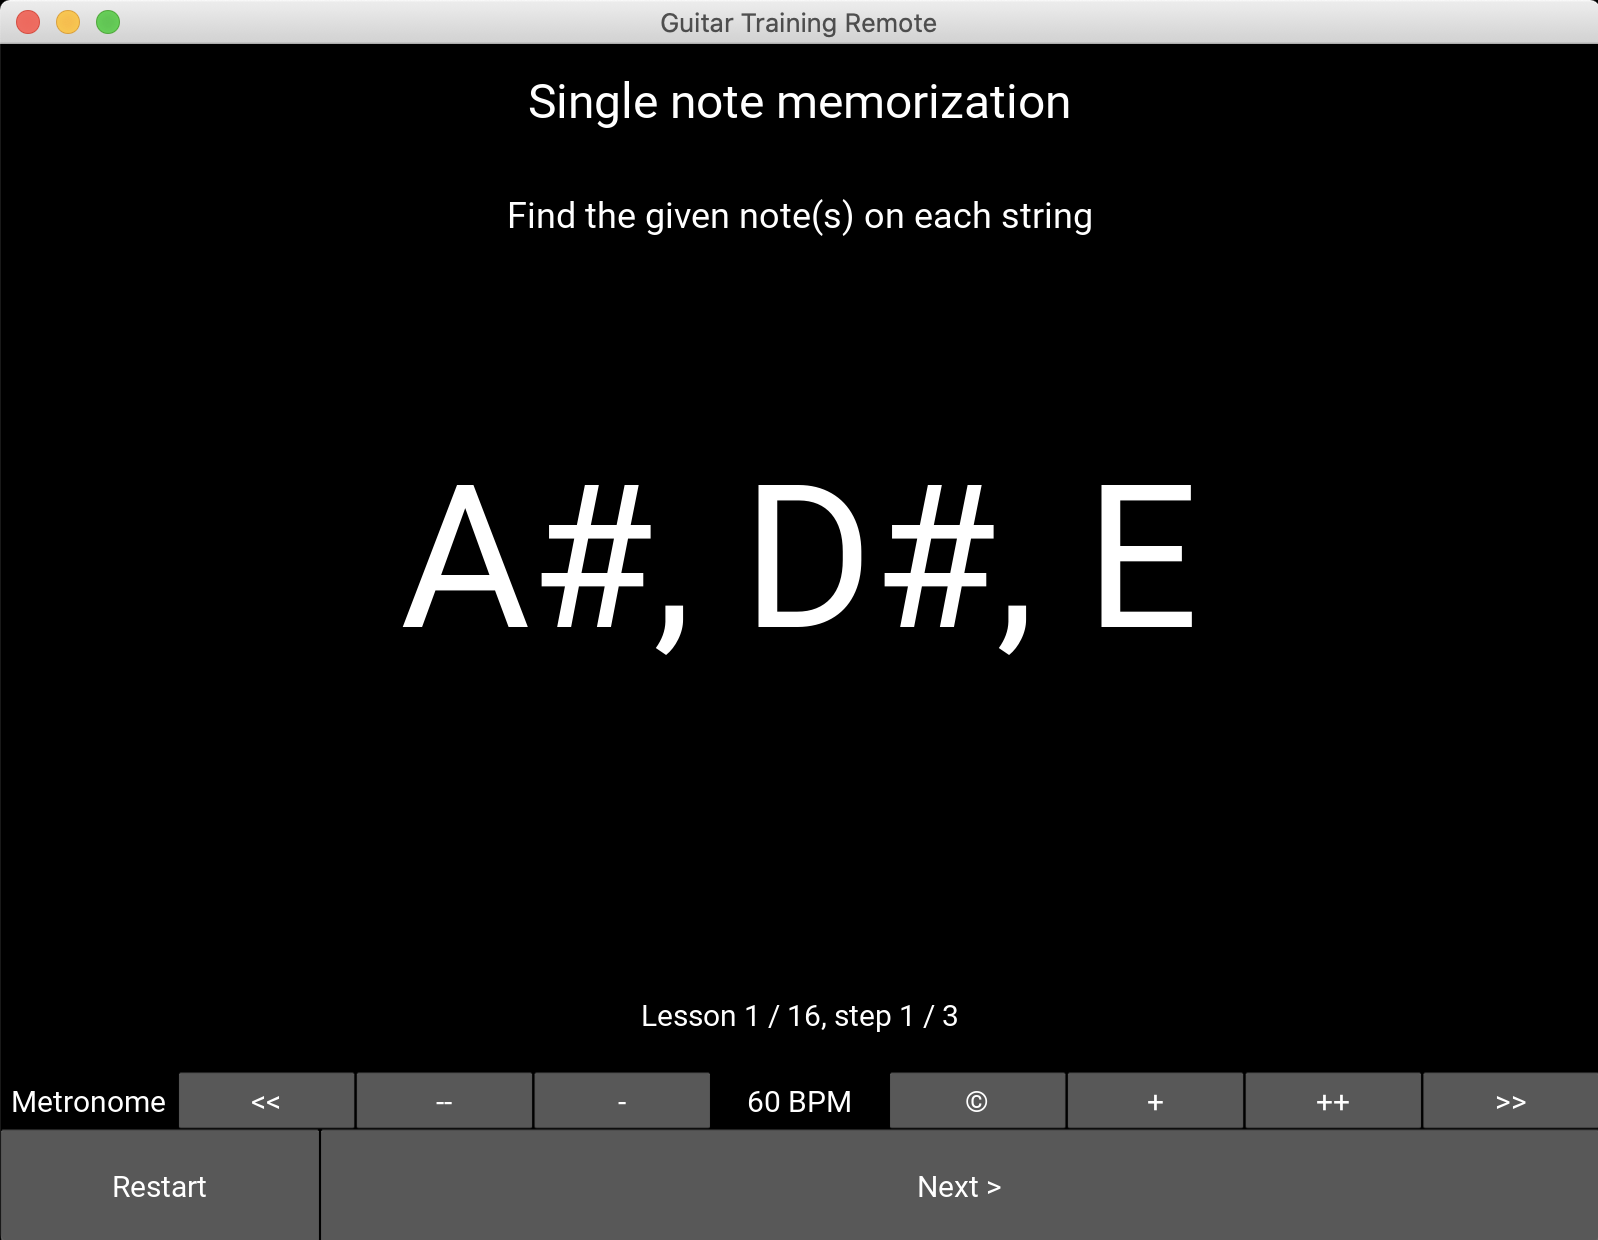 Guitar Training Remote
Single note memorization
Find the given note(s) on each string
A#, D#, E
Lesson 1 / 16, step 1 / 3
Metronome << -- - 60 BPM © + ++ >>
Restart Next >